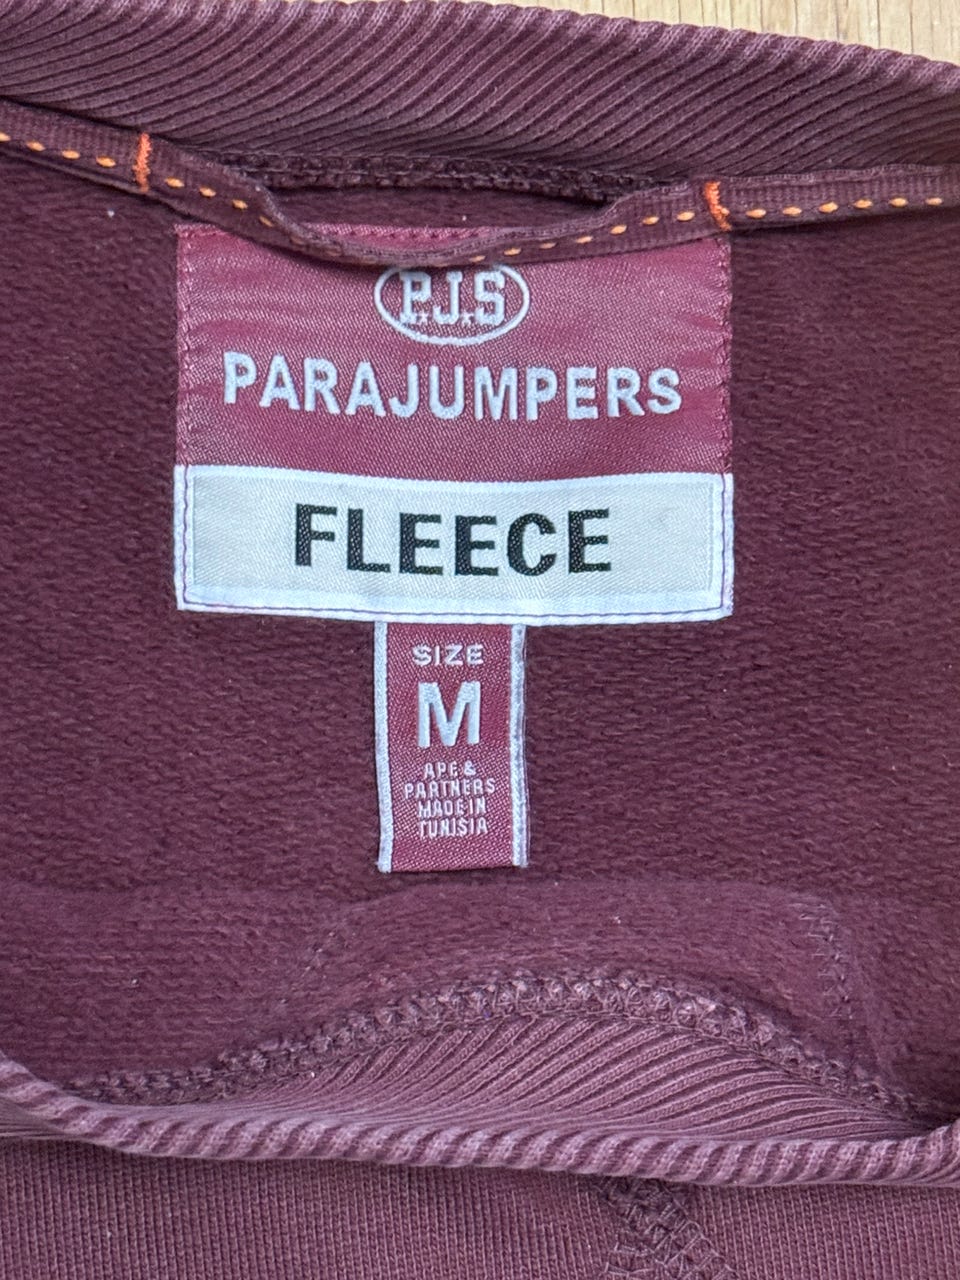 P.J.S
PARAJUMPERS
FLEECE
SIZE
M
APE &
PARTNERS
MADE IN
TUNISIA